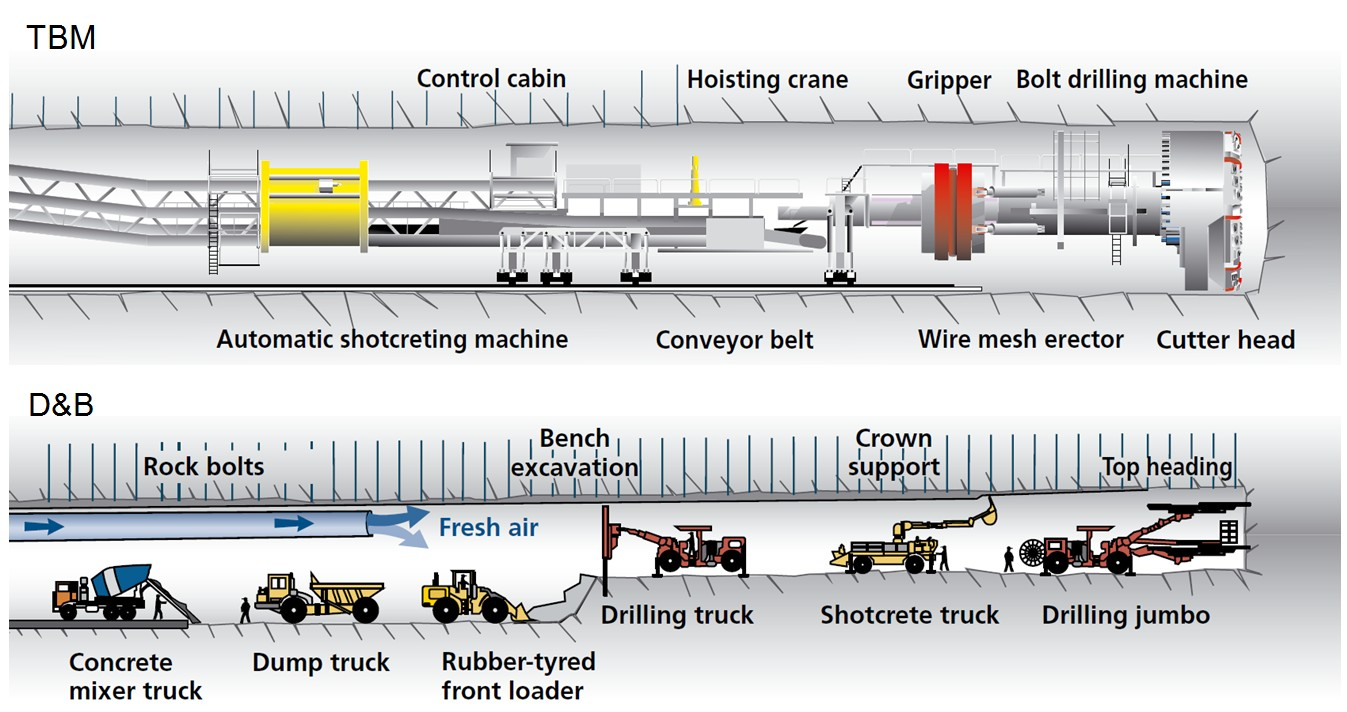 TBM
Control cabin
Hoisting crane
Gripper
Bolt drilling machine
Automatic shotcreting machine
Conveyor belt
Wire mesh erector
Cutter head
D&B
Rock bolts
Bench
excavation
Crown
support
Top heading
Fresh air
Drilling truck
Shotcrete truck
Drilling jumbo
Concrete
mixer truck
Dump truck
Rubber-tyred
front loader